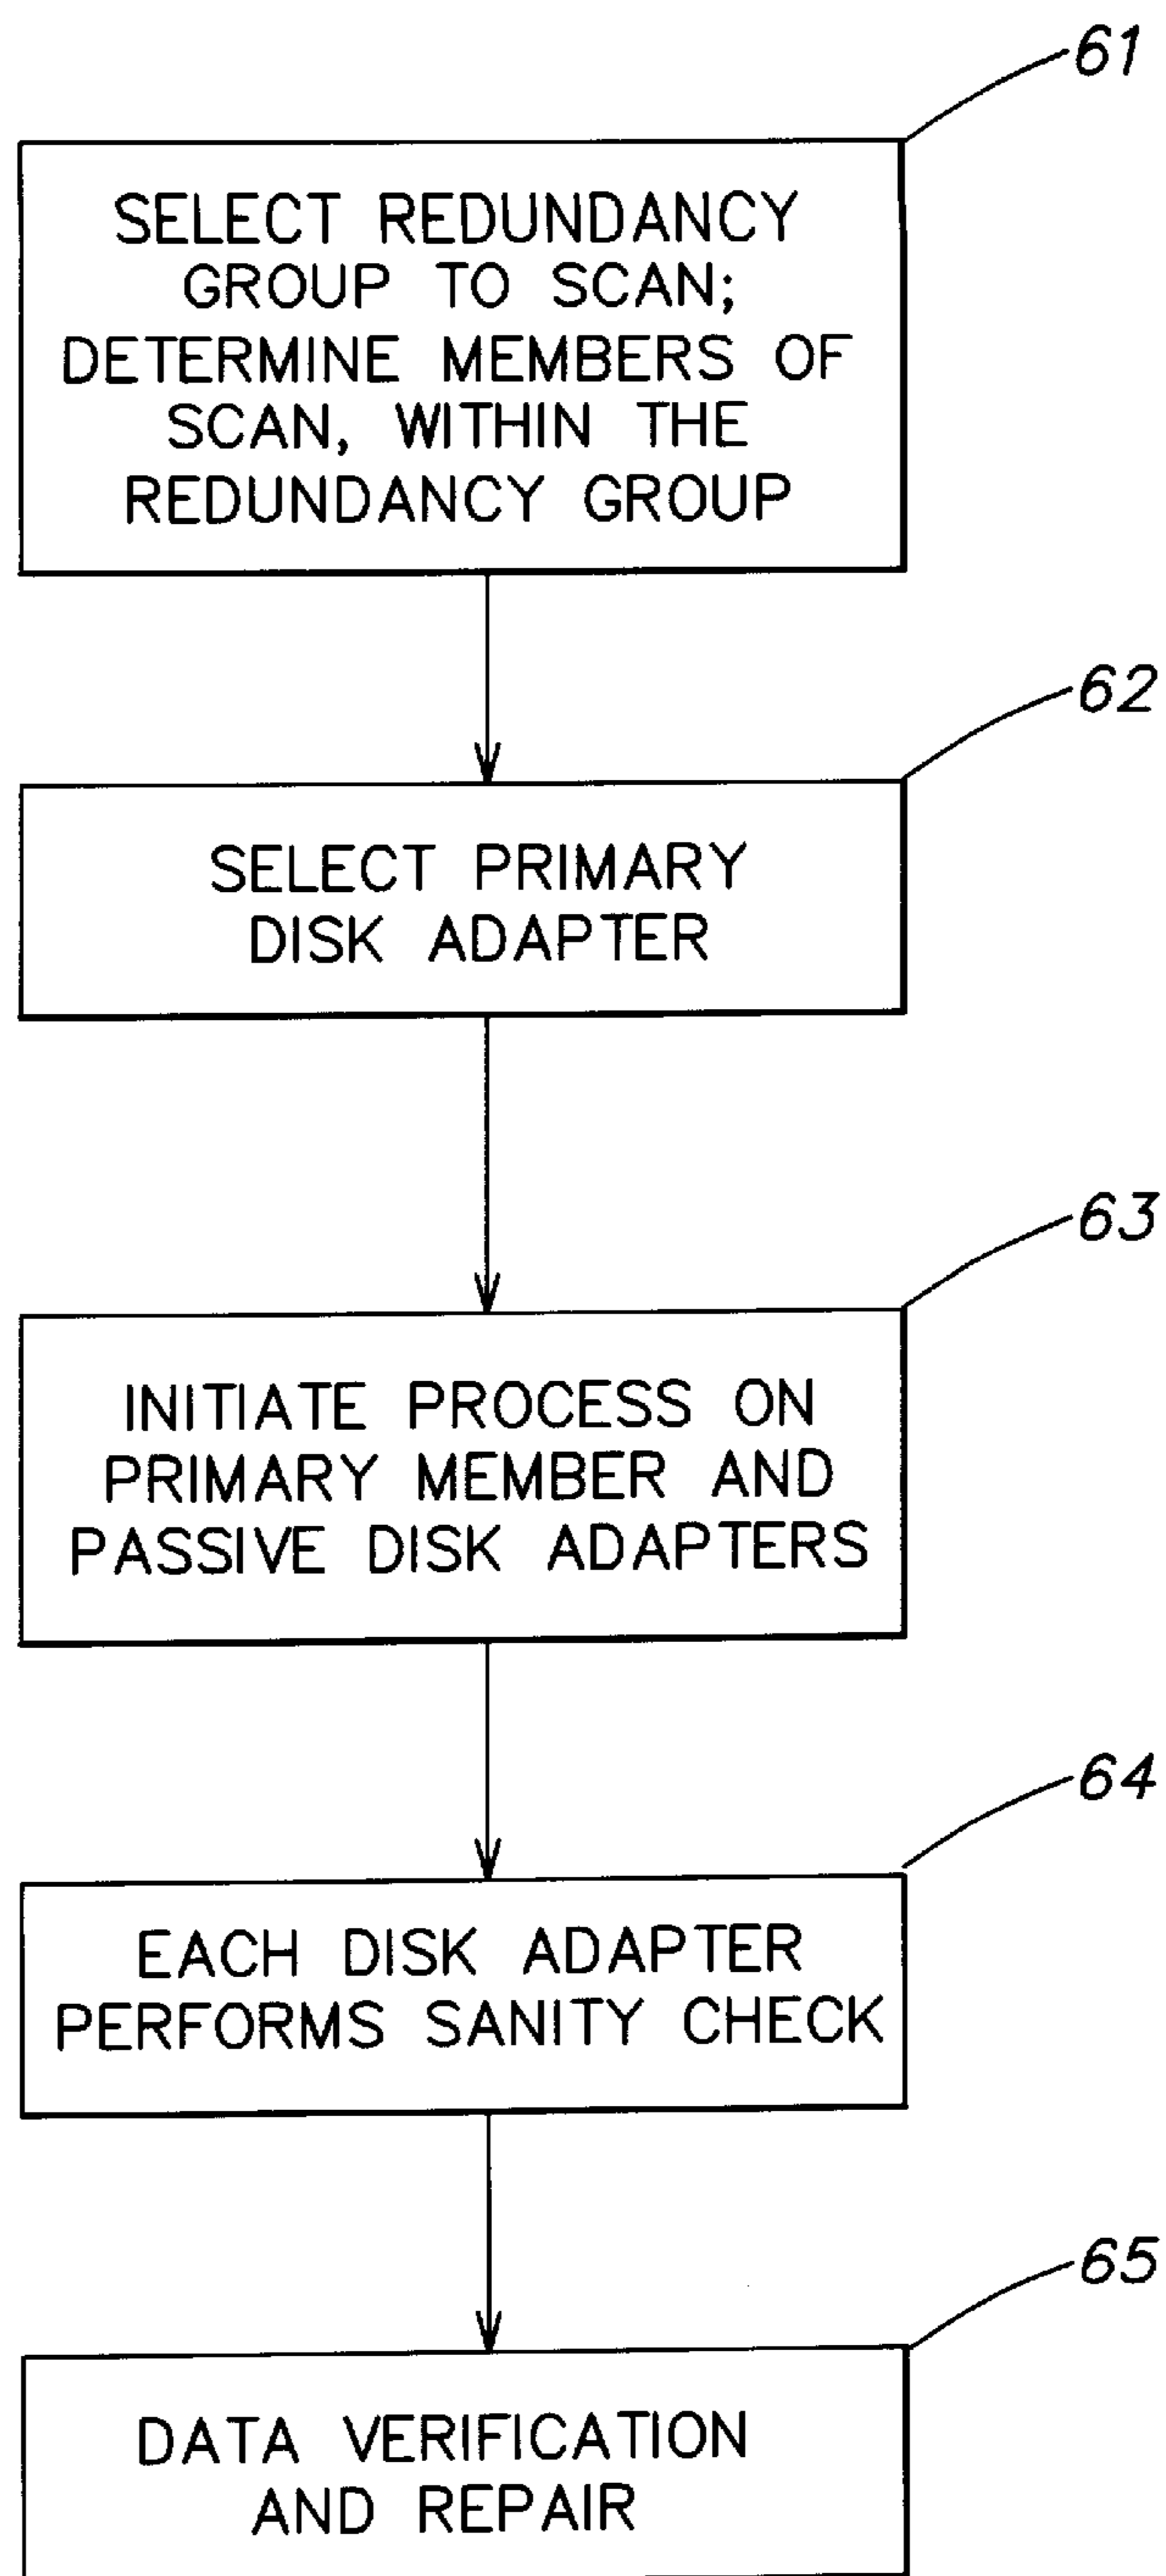 61
SELECT REDUNDANCY
GROUP TO SCAN;
DETERMINE MEMBERS OF
SCAN, WITHIN THE
REDUNDANCY GROUP
62
SELECT PRIMARY
DISK ADAPTER
63
INITIATE PROCESS ON
PRIMARY MEMBER AND
PASSIVE DISK ADAPTERS
64
EACH DISK ADAPTER
PERFORMS SANITY CHECK
65
DATA VERIFICATION
AND REPAIR